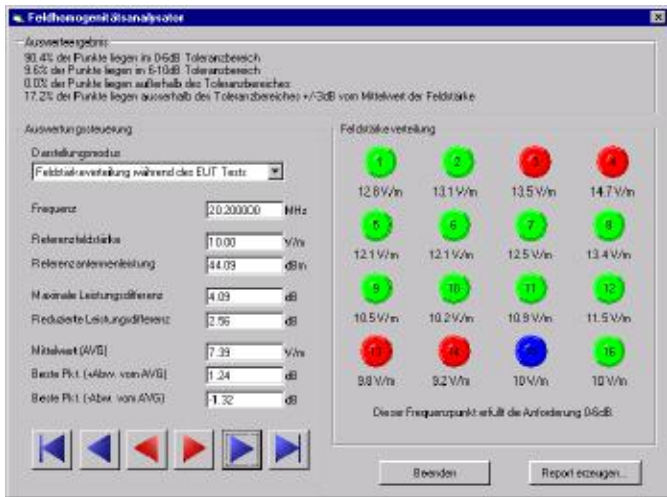 Feldhomogenitätsanalysator
Auswerteergebnis
90.4% der Punkte liegen im 0-6dB Toleranzbereich
9.6% der Punkte liegen im 6-10dB Toleranzbereich
0.0% der Punkte liegen außerhalb des Toleranzbereiches
17.2% der Punkte liegen ausserhalb des Toleranzbereiches +/-3dB vom Mittelwert der Feldstärke
Auswertungssteuerung
Darstellungsmodus
Feldstärkeverteilung während des EUT Tests
Frequenz 20.200000 MHz
Referenzfeldstärke 10.00 V/m
Referenzantennenleistung 44.09 dBm
Maximale Leistungsdifferenz 4.09 dB
Reduzierte Leistungsdifferenz 2.56 dB
Mittelwert (AVG) 7.39 V/m
Beste Pkt. (+Abw. vom AVG) 1.24 dB
Beste Pkt. (-Abw. vom AVG) -1.32 dB
Feldstärkeverteilung
1 2 3 4
12.8 V/m 13.1 V/m 13.5 V/m 14.7 V/m
5 6 7 8
12.1 V/m 12.1 V/m 12.5 V/m 13.4 V/m
9 10 11 12
10.5 V/m 10.2 V/m 10.9 V/m 11.5 V/m
13 14 15 16
9.8 V/m 9.2 V/m 10 V/m 10 V/m
Dieser Frequenzpunkt erfüllt die Anforderung 0-6dB
Beenden
Report erzeugen...